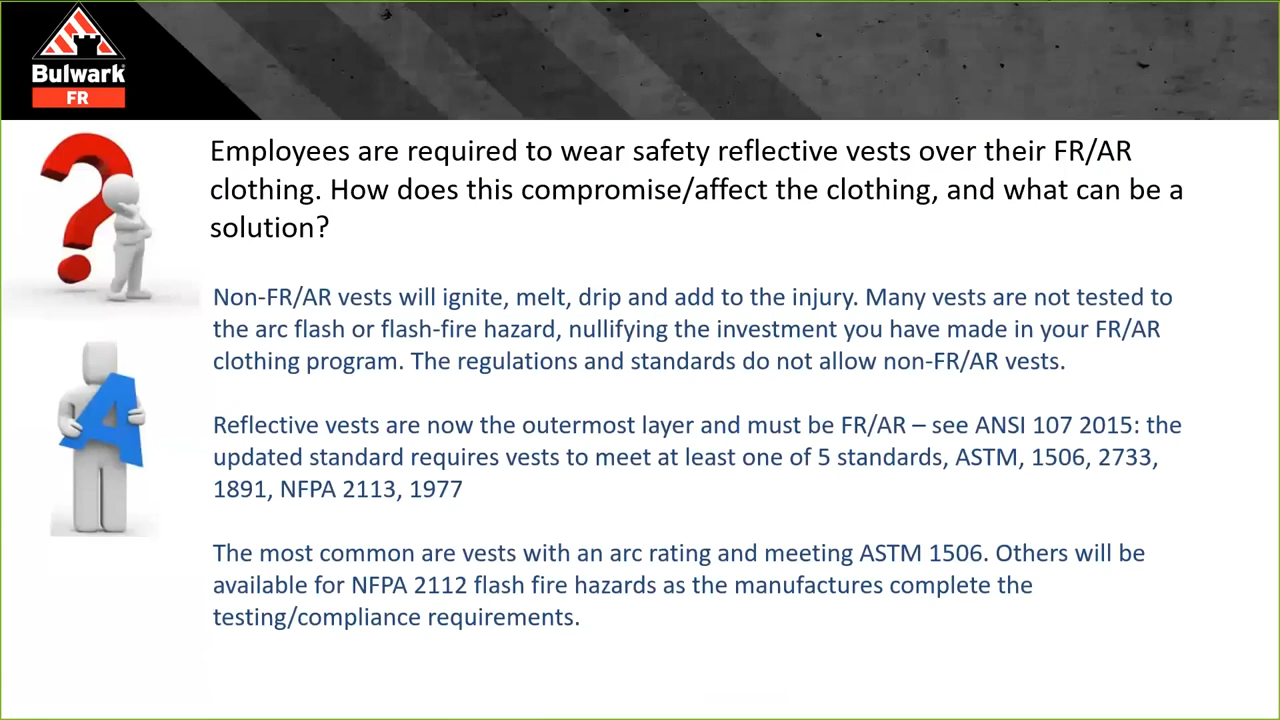 Bulwark
FR
Employees are required to wear safety reflective vests over their FR/AR
clothing. How does this compromise/affect the clothing, and what can be a
solution?
Non-FR/AR vests will ignite, melt, drip and add to the injury. Many vests are not tested to
the arc flash or flash-fire hazard, nullifying the investment you have made in your FR/AR
clothing program. The regulations and standards do not allow non-FR/AR vests.
Reflective vests are now the outermost layer and must be FR/AR – see ANSI 107 2015: the
updated standard requires vests to meet at least one of 5 standards, ASTM, 1506, 2733,
1891, NFPA 2113, 1977
The most common are vests with an arc rating and meeting ASTM 1506. Others will be
available for NFPA 2112 flash fire hazards as the manufactures complete the
testing/compliance requirements.